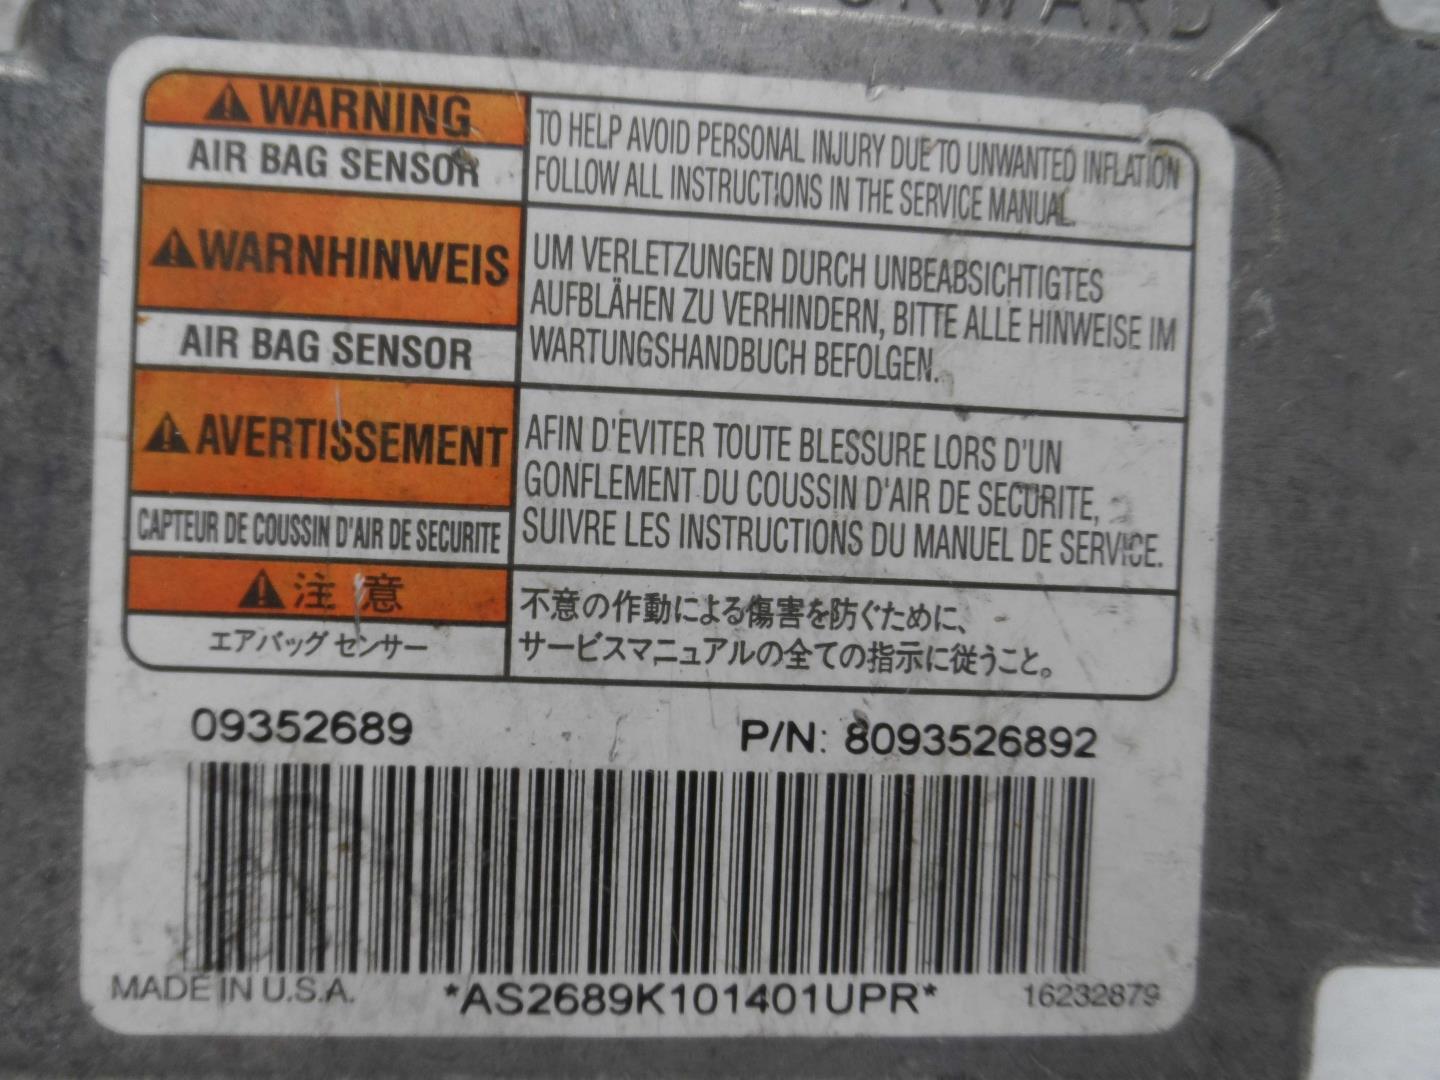 FORWARD
WARNING
AIR BAG SENSOR
TO HELP AVOID PERSONAL INJURY DUE TO UNWANTED INFLATION
FOLLOW ALL INSTRUCTIONS IN THE SERVICE MANUAL.
WARNHINWEIS
AIR BAG SENSOR
UM VERLETZUNGEN DURCH UNBEABSICHTIGTES
AUFBLÄHEN ZU VERHINDERN, BITTE ALLE HINWEISE IM
WARTUNGSHANDBUCH BEFOLGEN.
AVERTISSEMENT
CAPTEUR DE COUSSIN D'AIR DE SECURITE
AFIN D'EVITER TOUTE BLESSURE LORS D'UN
GONFLEMENT DU COUSSIN D'AIR DE SECURITE,
SUIVRE LES INSTRUCTIONS DU MANUEL DE SERVICE.
注 意
エアバッグ センサー
不意の作動による傷害を防ぐために、
サービスマニュアルの全ての指示に従うこと。
09352689
P/N: 8093526892
MADE IN U.S.A.
*AS2689K101401UPR*
16232879